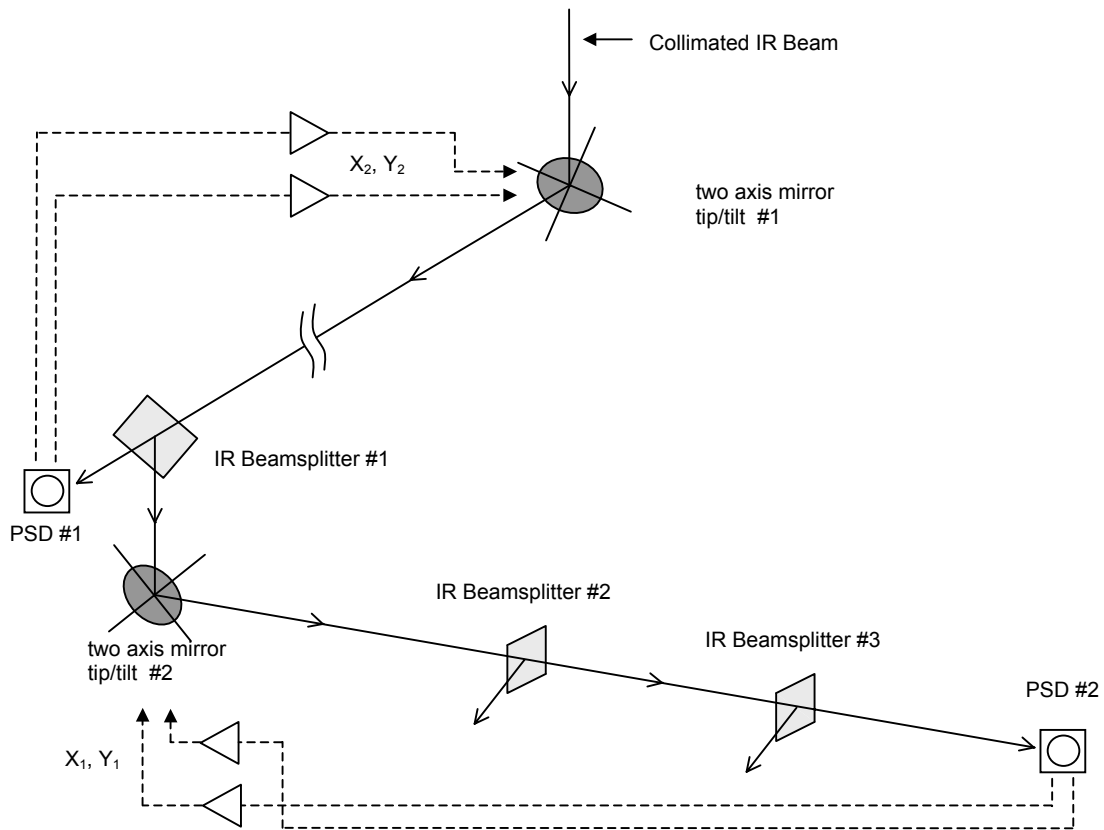 Collimated IR Beam
X₂, Y₂
two axis mirror
tip/tilt #1
IR Beamsplitter #1
PSD #1
IR Beamsplitter #2
two axis mirror
tip/tilt #2
IR Beamsplitter #3
PSD #2
X₁, Y₁